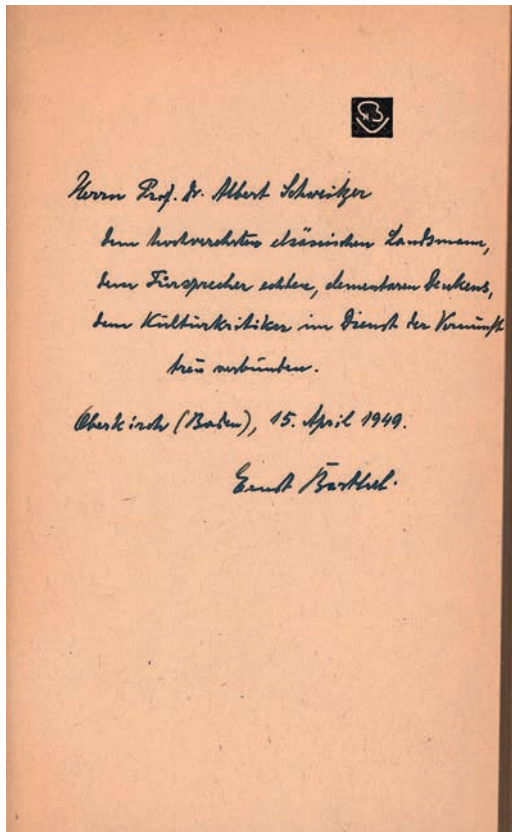 Herrn Prof. Dr. Albert Schweitzer
dem hochverehrten elsässischen Landsmann,
dem Fürsprecher echten, elementaren Denkens,
dem Kulturkritiker im Dienst der Vernunft
treu verbunden.
Oberkirch (Baden), 15. April 1949.
Ernst Barthel.